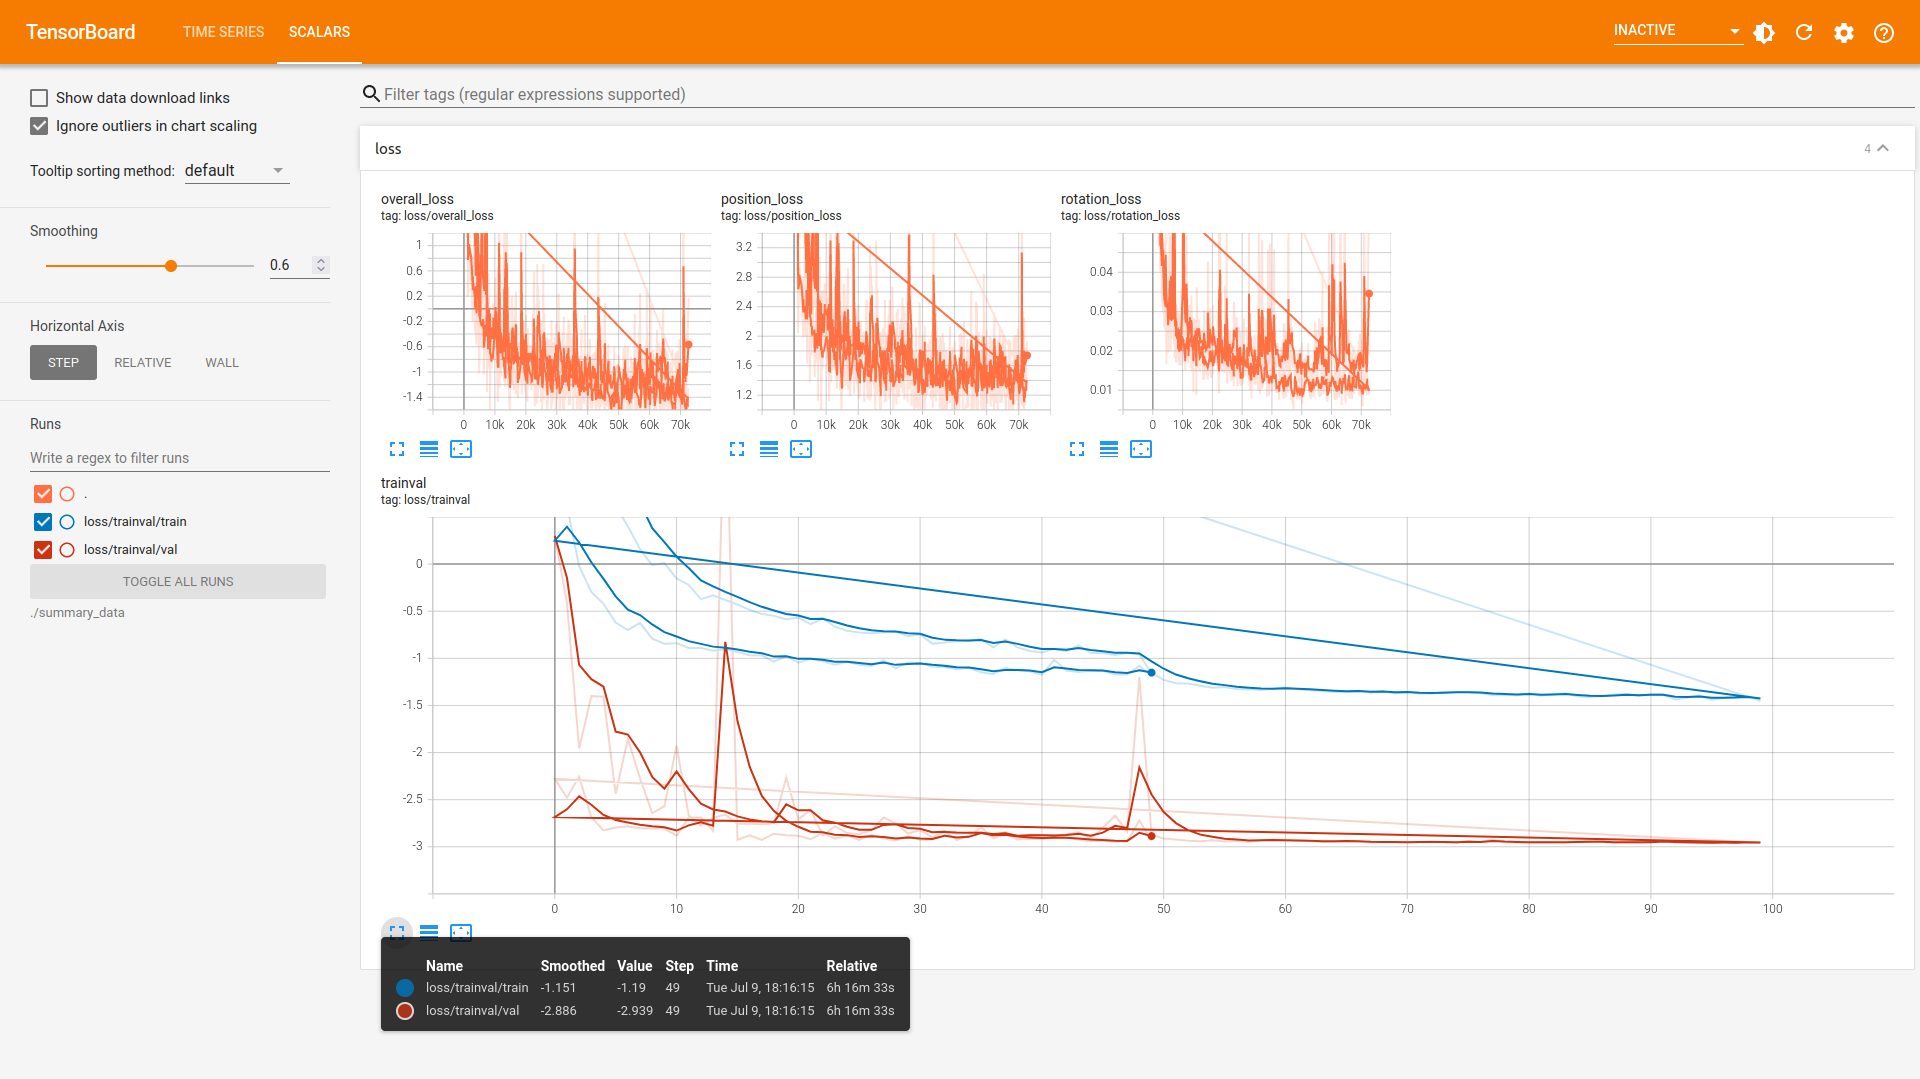 TensorBoard
TIME SERIES
SCALARS
INACTIVE
Show data download links
Ignore outliers in chart scaling
Tooltip sorting method: default
Smoothing
0.6
Horizontal Axis
STEP
RELATIVE
WALL
Runs
Write a regex to filter runs
.
loss/trainval/train
loss/trainval/val
TOGGLE ALL RUNS
./summary_data
Filter tags (regular expressions supported)
loss
4
overall_loss
tag: loss/overall_loss
1
0.6
0.2
-0.2
-0.6
-1
-1.4
0 10k 20k 30k 40k 50k 60k 70k
position_loss
tag: loss/position_loss
3.2
2.8
2.4
2
1.6
1.2
0 10k 20k 30k 40k 50k 60k 70k
rotation_loss
tag: loss/rotation_loss
0.04
0.03
0.02
0.01
0 10k 20k 30k 40k 50k 60k 70k
trainval
tag: loss/trainval
0
-0.5
-1
-1.5
-2
-2.5
-3
0 10 20 30 40 50 60 70 80 90 100
Name Smoothed Value Step Time Relative
loss/trainval/train -1.151 -1.19 49 Tue Jul 9, 18:16:15 6h 16m 33s
loss/trainval/val -2.886 -2.939 49 Tue Jul 9, 18:16:15 6h 16m 33s